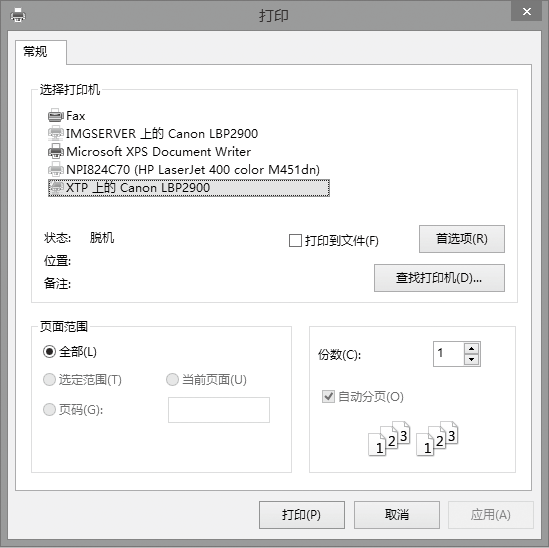 打印
常规
选择打印机
Fax
IMGSERVER 上的 Canon LBP2900
Microsoft XPS Document Writer
NPI824C70 (HP LaserJet 400 color M451dn)
XTP 上的 Canon LBP2900
状态: 脱机
打印到文件(F)
首选项(R)
位置:
备注:
查找打印机(D)...
页面范围
全部(L)
选定范围(T) 当前页面(U)
页码(G):
份数(C): 1
自动分页(O)
1 2 3 1 2 3
打印(P) 取消 应用(A)